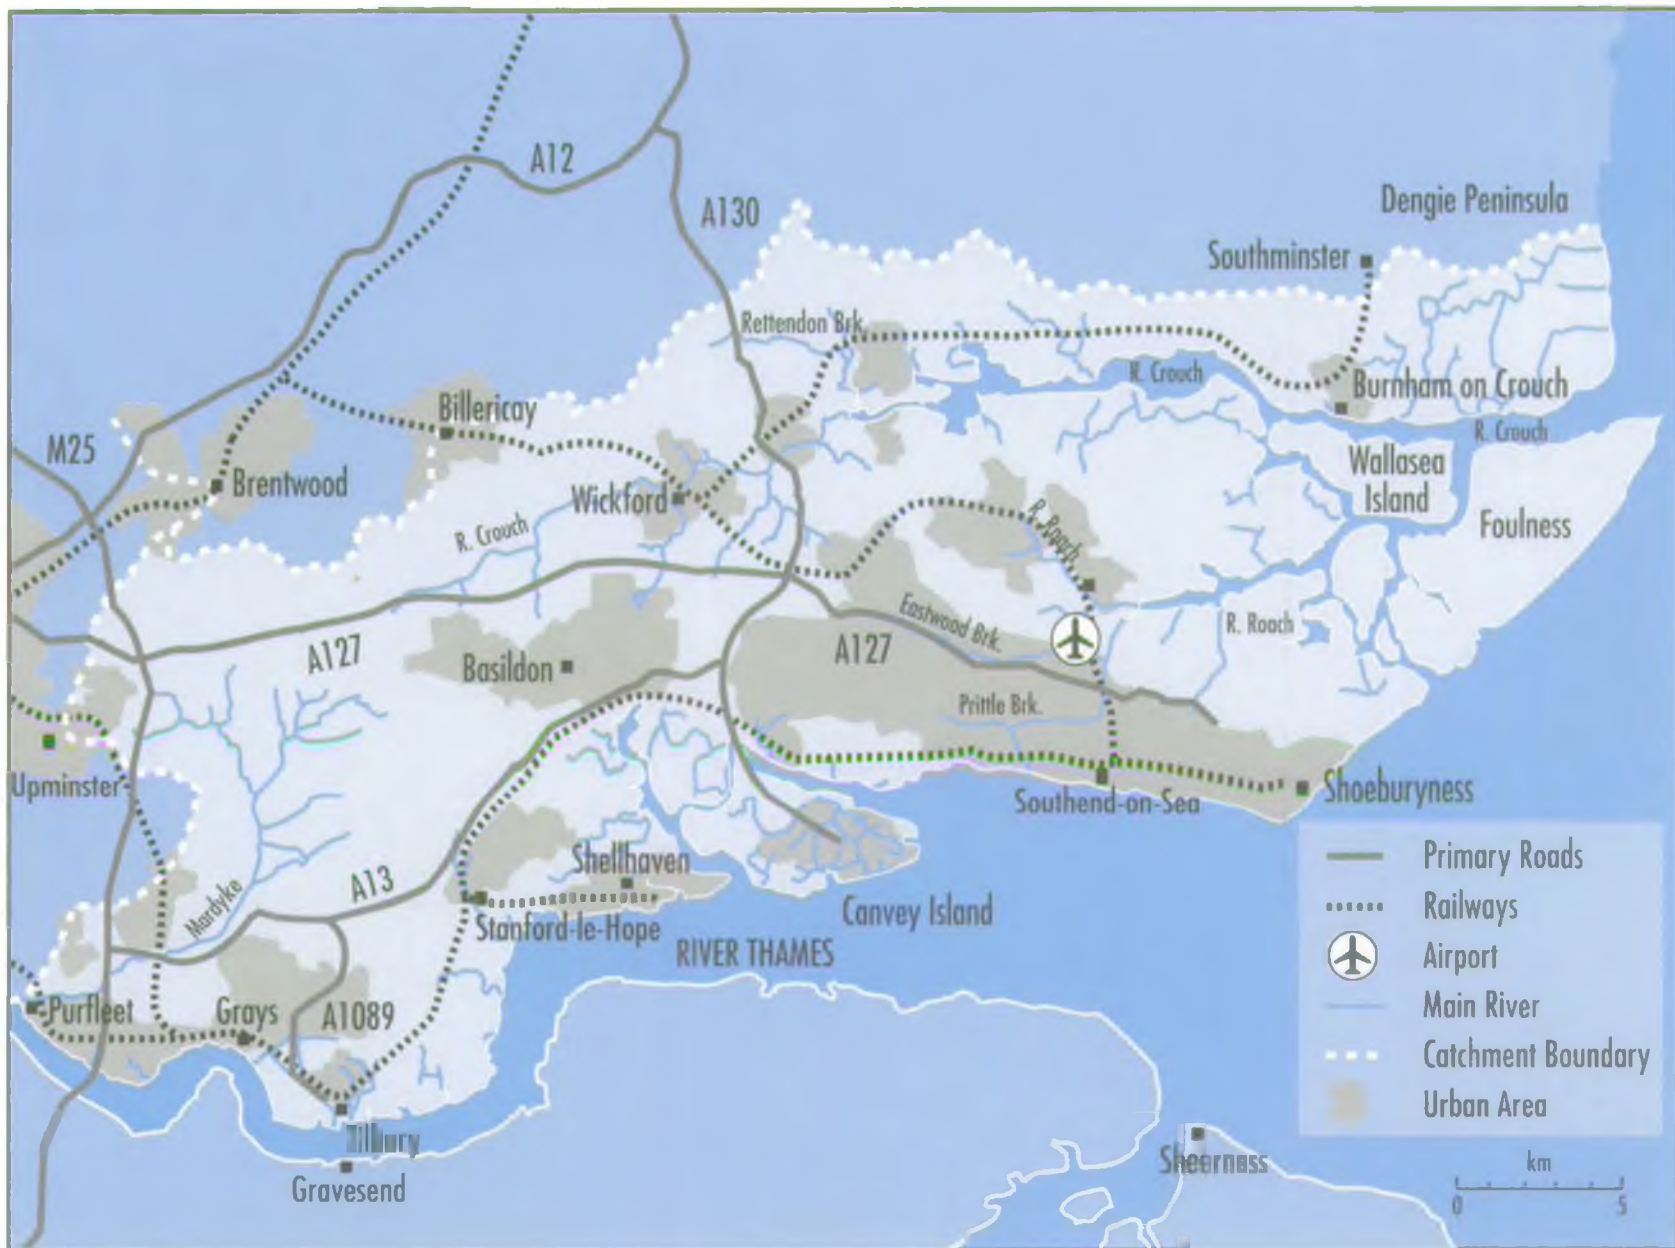 A12
A130
Dengie Peninsula
Southminster
Rettendon Brk.
R. Crouch
Burnham on Crouch
Billericay
M25
R. Crouch
Brentwood
Wickford
Wallasea
Island
R. Crouch
R. Roach
Foulness
Eastwood Brk.
R. Roach
A127
Basildon
A127
Prittle Brk.
Upminster
Southend-on-Sea
Shoeburyness
Shellhaven
A13
Mardyke
Stanford-le-Hope
Canvey Island
RIVER THAMES
Purfleet
Grays
A1089
Tilbury
Gravesend
Sheerness
Primary Roads
Railways
Airport
Main River
Catchment Boundary
Urban Area
km
0 5